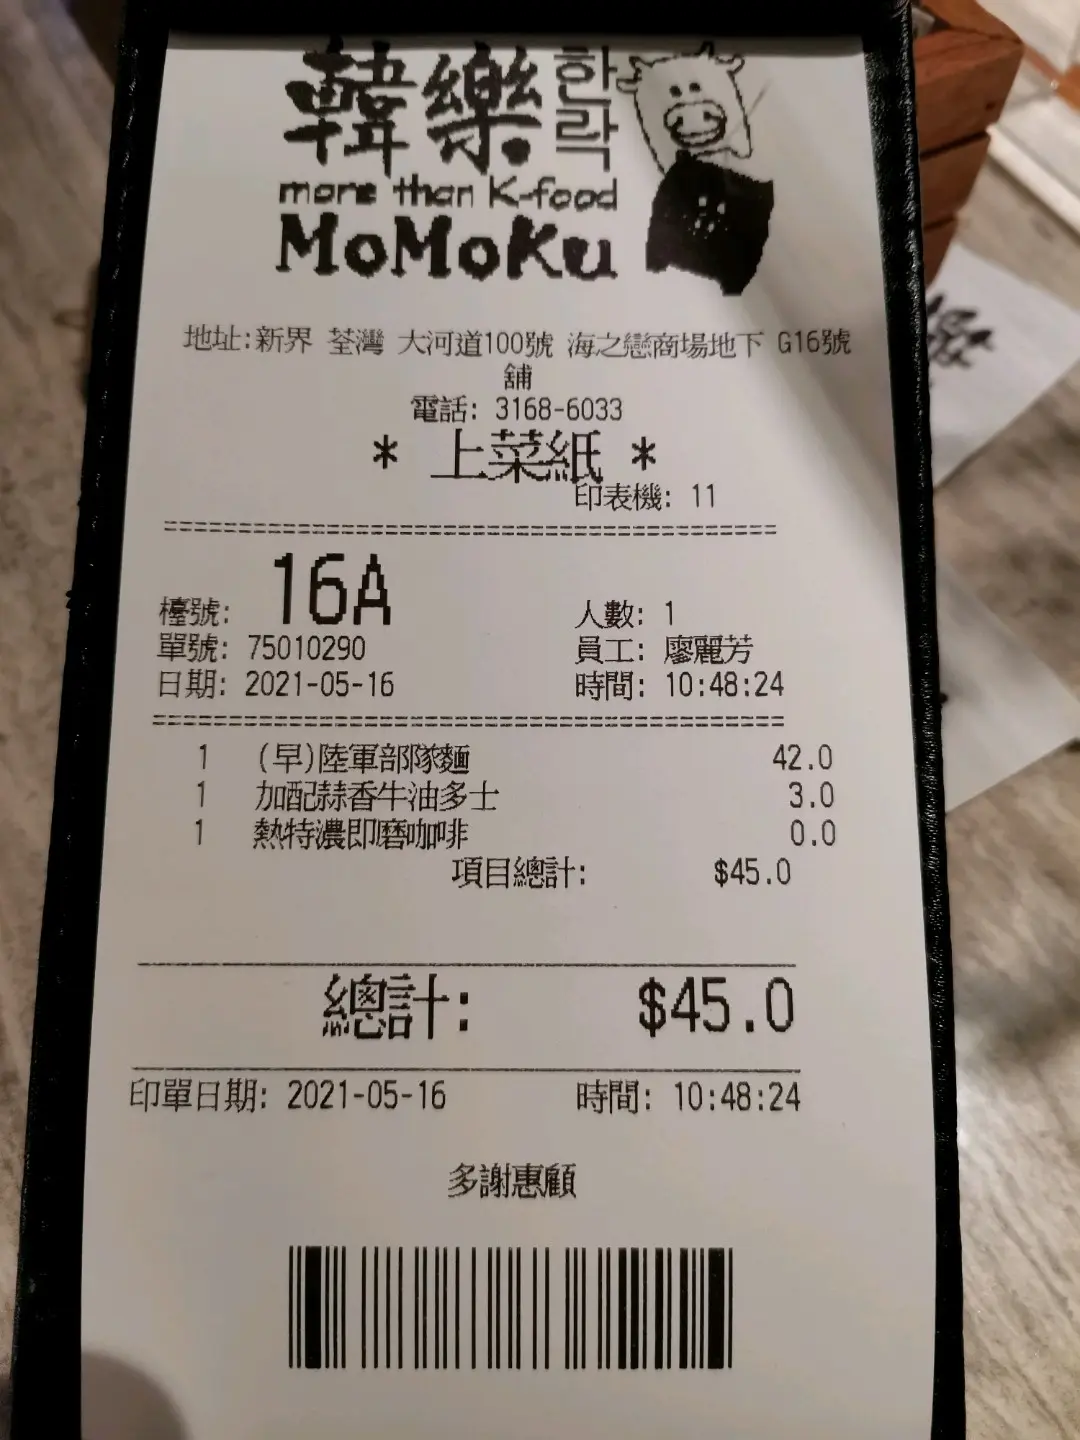 韓樂 한락
more than K-food
MoMoKu
地址:新界 荃灣 大河道100號 海之戀商場地下 G16號
舖
電話: 3168-6033
* 上菜紙 *
印表機: 11
檯號: 16A 人數: 1
單號: 75010290 員工: 廖麗芳
日期: 2021-05-16 時間: 10:48:24
1 (早)陸軍部隊麵 42.0
1 加配蒜香牛油多士 3.0
1 熱特濃即磨咖啡 0.0
項目總計: $45.0
總計: $45.0
印單日期: 2021-05-16 時間: 10:48:24
多謝惠顧